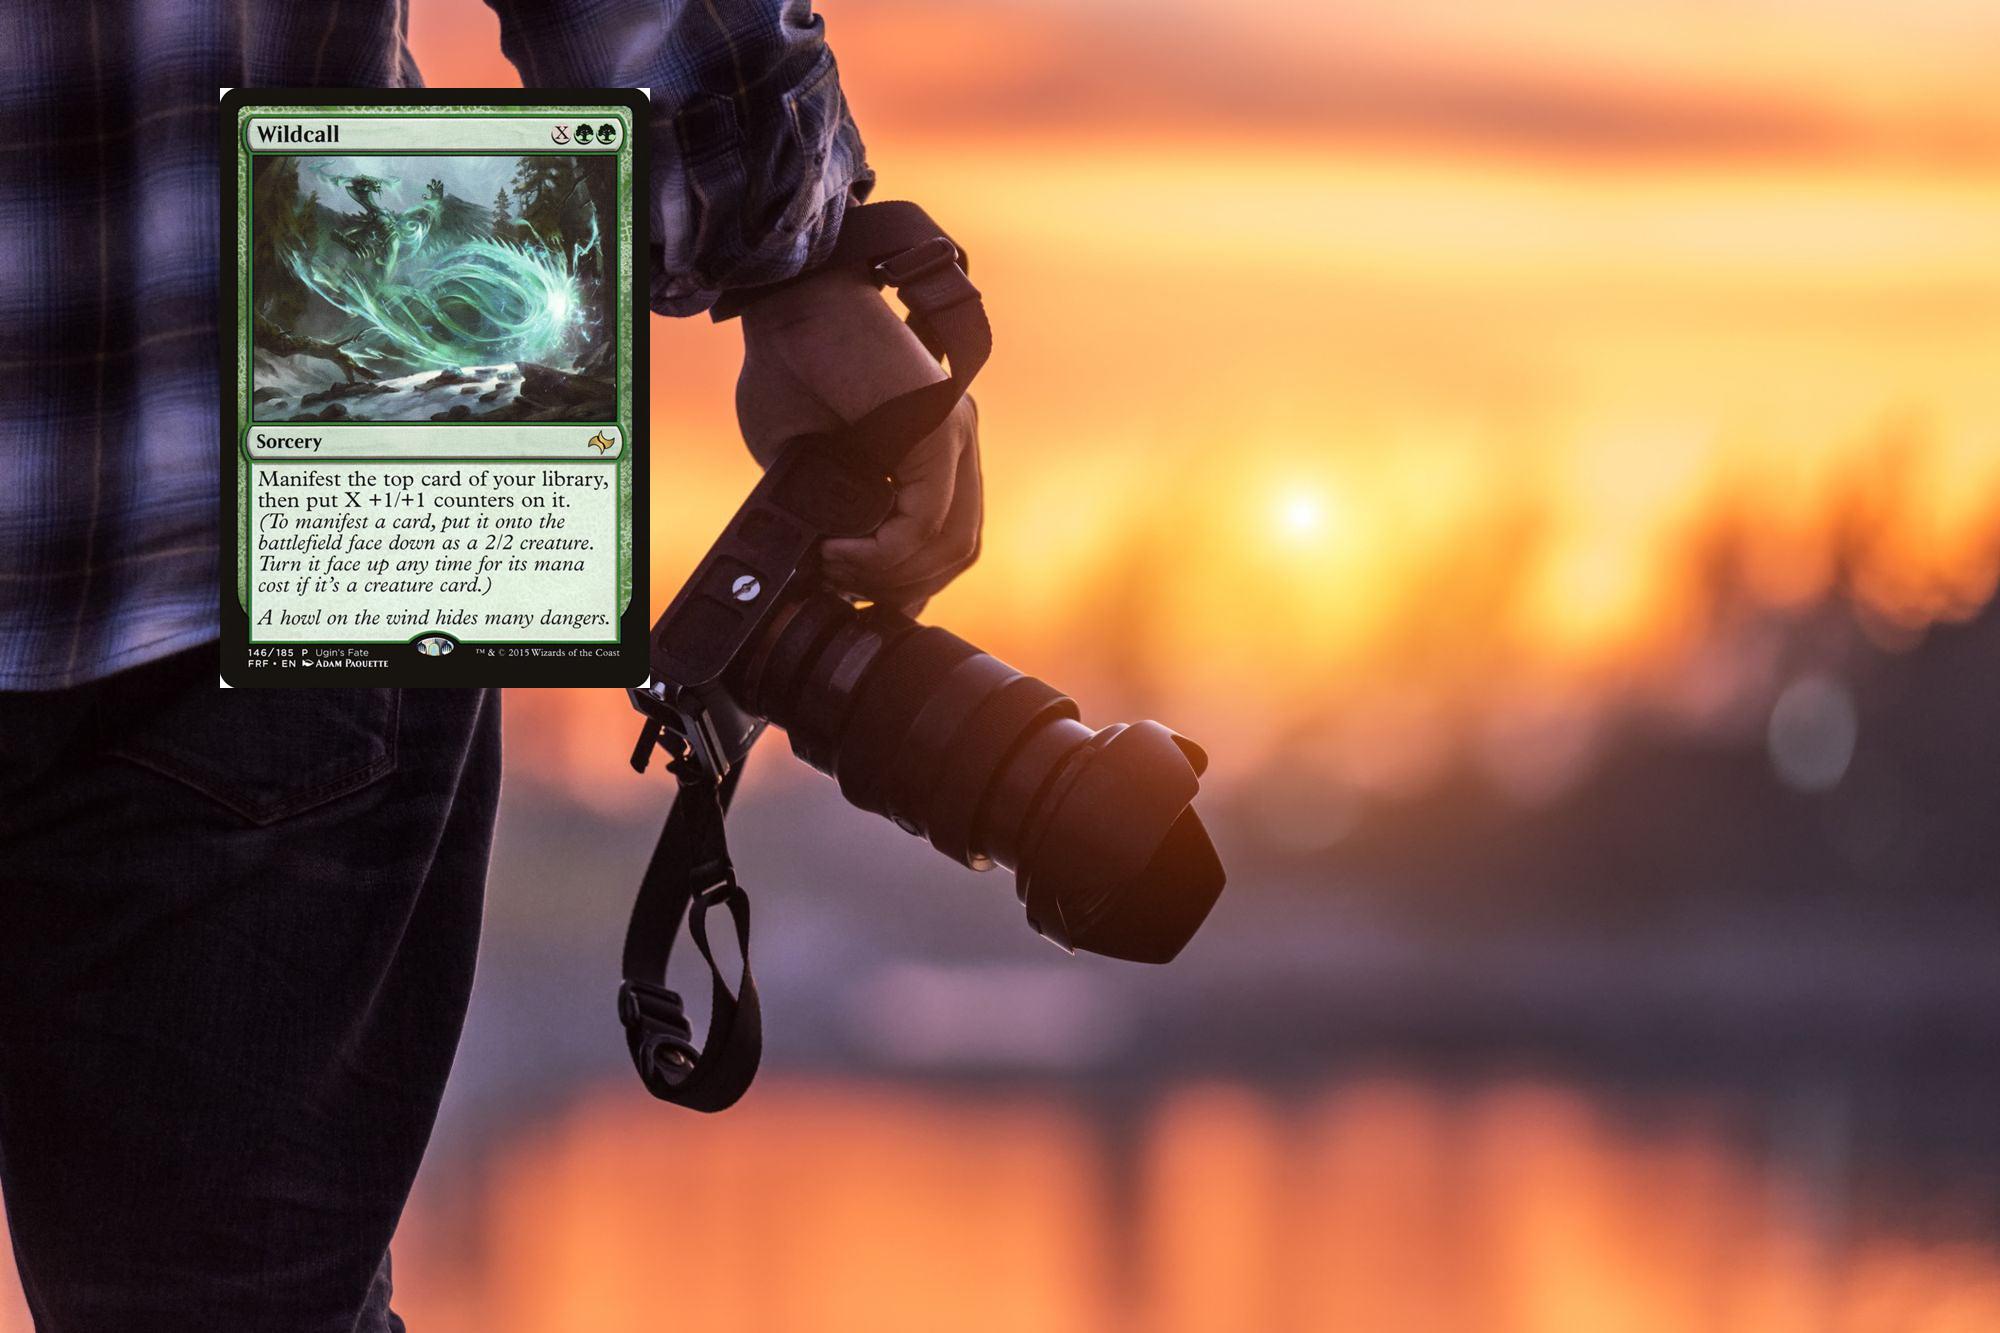 Wildcall X
Sorcery
Manifest the top card of your library,
then put X +1/+1 counters on it.
(To manifest a card, put it onto the
battlefield face down as a 2/2 creature.
Turn it face up any time for its mana
cost if it's a creature card.)
A howl on the wind hides many dangers.
146/185 P Ugin's Fate
FRF • EN Adam Paquette
™ & © 2015 Wizards of the Coast